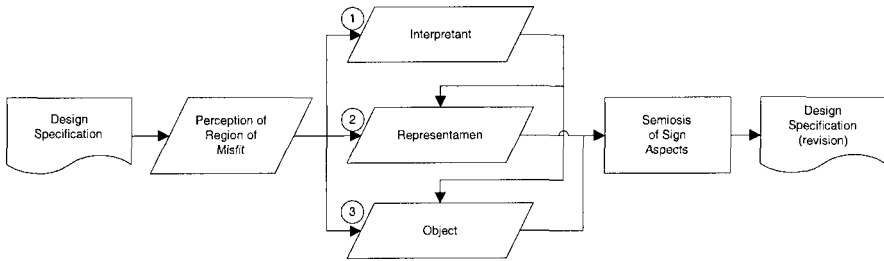 Design
Specification
Perception of
Region of
Misfit
1
Interpretant
2
Representamen
3
Object
Semiosis
of Sign
Aspects
Design
Specification
(revision)